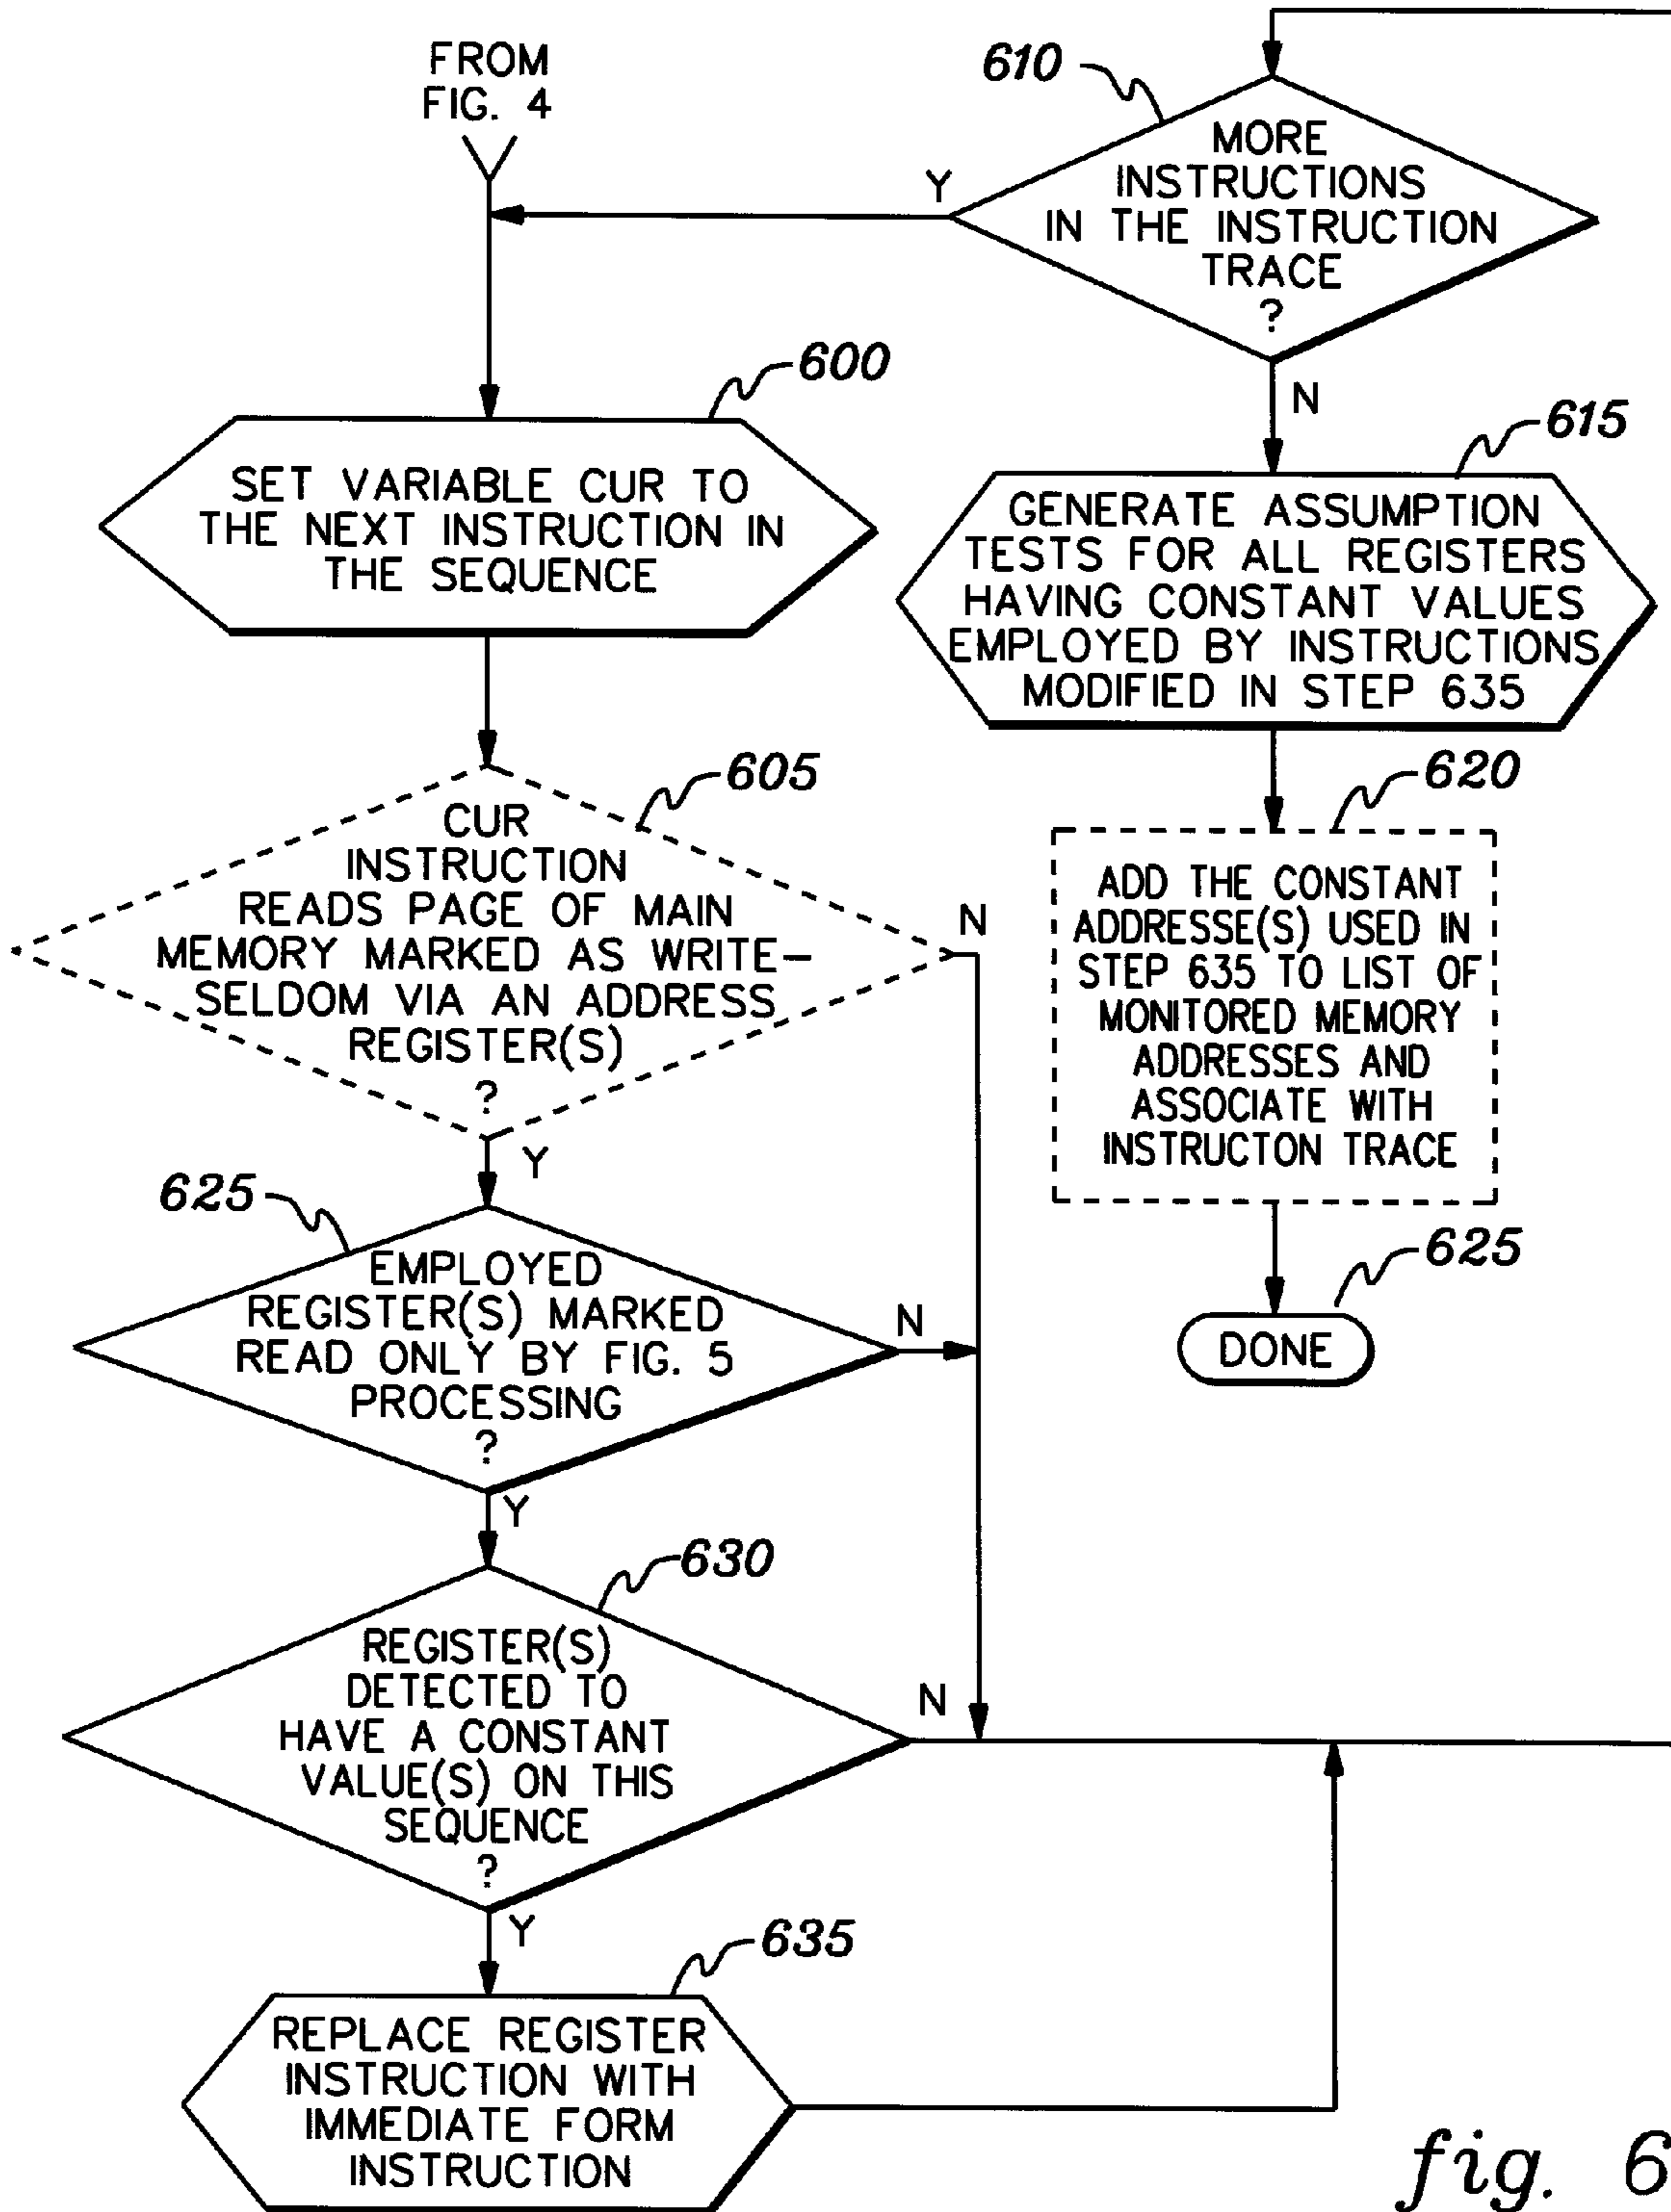 FROM
FIG. 4
600
SET VARIABLE CUR TO
THE NEXT INSTRUCTION IN
THE SEQUENCE
605
CUR
INSTRUCTION
READS PAGE OF MAIN
MEMORY MARKED AS WRITE–
SELDOM VIA AN ADDRESS
REGISTER(S)
?
N
Y
625
EMPLOYED
REGISTER(S) MARKED
READ ONLY BY FIG. 5
PROCESSING
?
N
Y
630
REGISTER(S)
DETECTED TO
HAVE A CONSTANT
VALUE(S) ON THIS
SEQUENCE
?
N
Y
635
REPLACE REGISTER
INSTRUCTION WITH
IMMEDIATE FORM
INSTRUCTION
610
MORE
INSTRUCTIONS
IN THE INSTRUCTION
TRACE
?
Y
N
615
GENERATE ASSUMPTION
TESTS FOR ALL REGISTERS
HAVING CONSTANT VALUES
EMPLOYED BY INSTRUCTIONS
MODIFIED IN STEP 635
620
ADD THE CONSTANT
ADDRESSE(S) USED IN
STEP 635 TO LIST OF
MONITORED MEMORY
ADDRESSES AND
ASSOCIATE WITH
INSTRUCTON TRACE
625
DONE
fig. 6